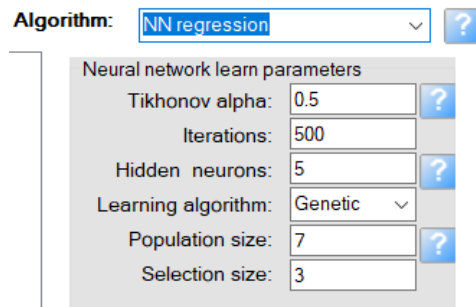 Algorithm: NN regression ?
Neural network learn parameters
Tikhonov alpha: 0.5 ?
Iterations: 500
Hidden neurons: 5 ?
Learning algorithm: Genetic
Population size: 7 ?
Selection size: 3